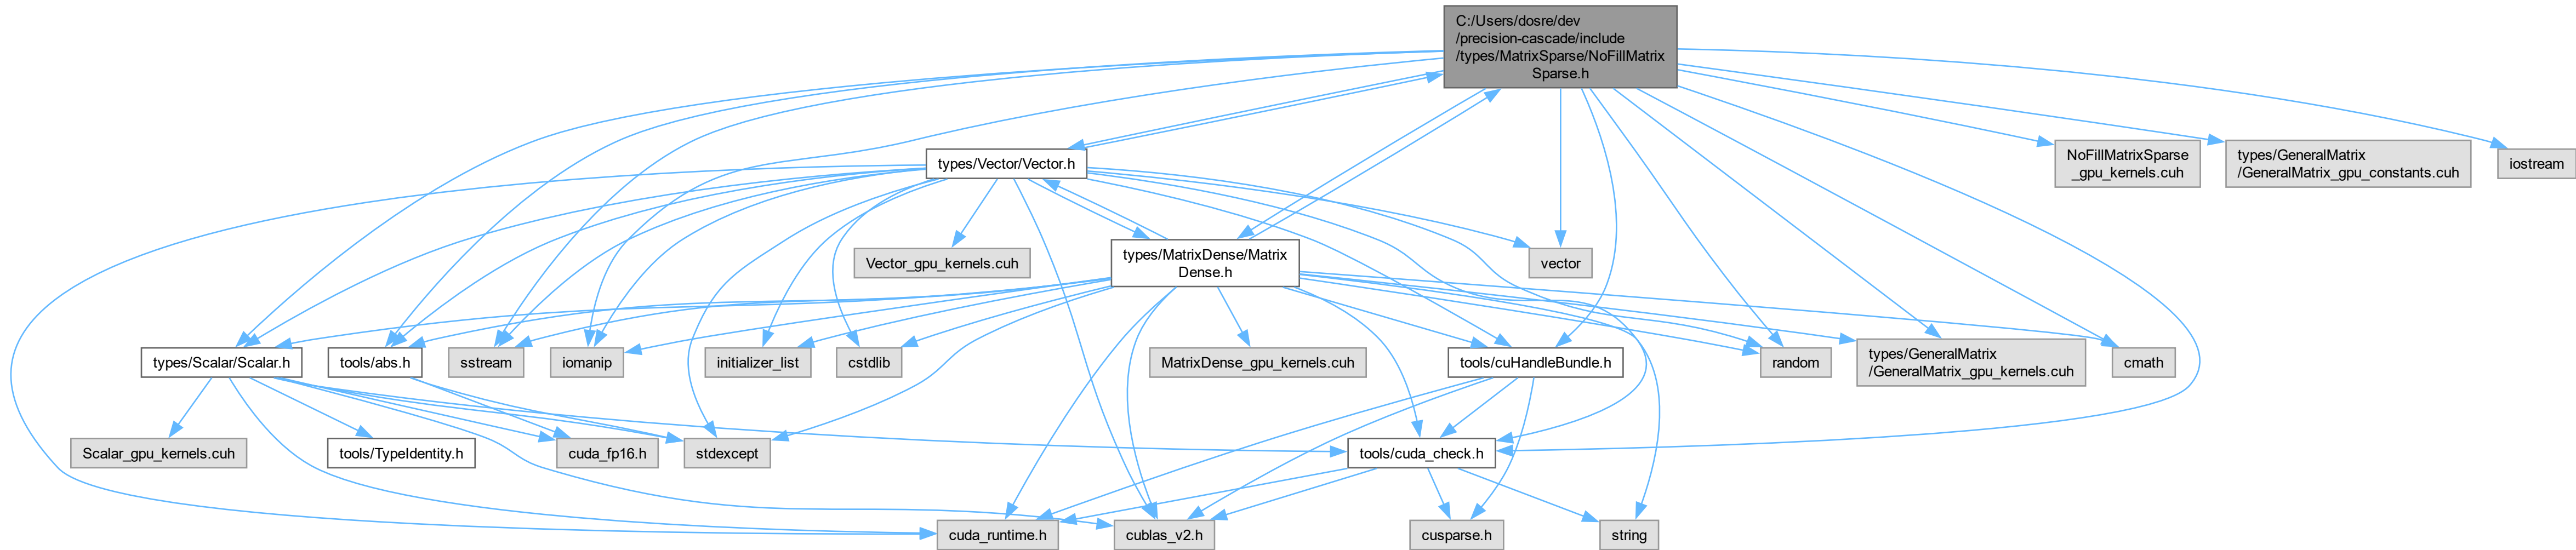 C:/Users/dosre/dev
/precision-cascade/include
/types/MatrixSparse/NoFillMatrix
Sparse.h
types/Vector/Vector.h
NoFillMatrixSparse
_gpu_kernels.cuh
types/GeneralMatrix
/GeneralMatrix_gpu_constants.cuh
iostream
Vector_gpu_kernels.cuh
types/MatrixDense/Matrix
Dense.h
vector
types/Scalar/Scalar.h
tools/abs.h
sstream
iomanip
initializer_list
cstdlib
MatrixDense_gpu_kernels.cuh
tools/cuHandleBundle.h
random
types/GeneralMatrix
/GeneralMatrix_gpu_kernels.cuh
cmath
Scalar_gpu_kernels.cuh
tools/TypeIdentity.h
cuda_fp16.h
stdexcept
tools/cuda_check.h
cuda_runtime.h
cublas_v2.h
cusparse.h
string